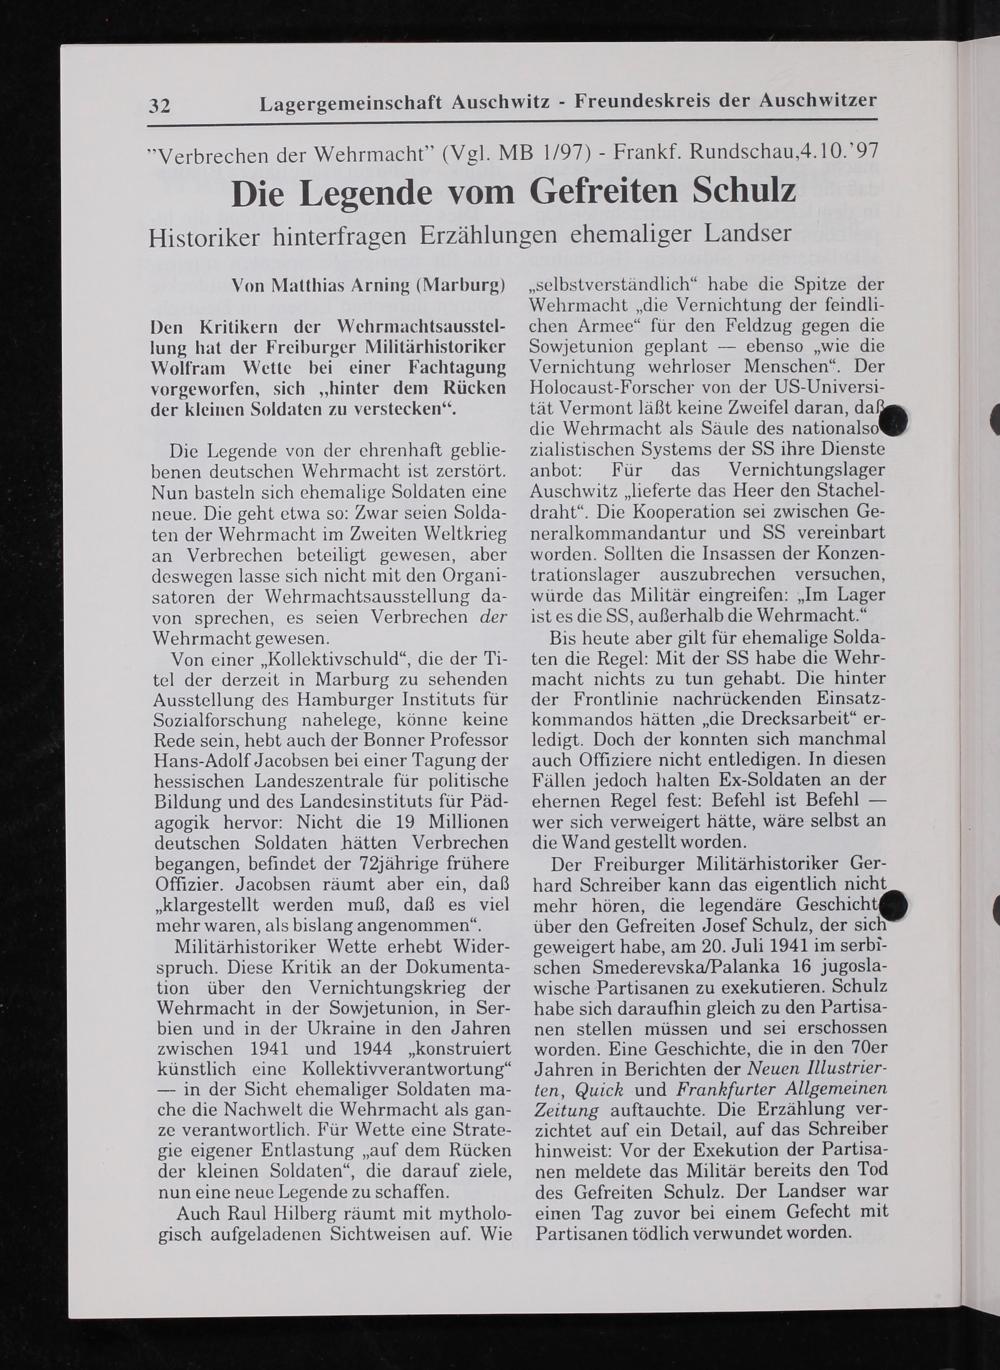 32 Lagergemeinschaft Auschwitz - Freundeskreis der Auschwitzer
"Verbrechen der Wehrmacht" (Vgl. MB 1/97) - Frankf. Rundschau,4.10.'97
Die Legende vom Gefreiten Schulz
Historiker hinterfragen Erzählungen ehemaliger Landser
Von Matthias Arning (Marburg)
Den Kritikern der Wehrmachtsausstel-
lung hat der Freiburger Militärhistoriker
Wolfram Wette bei einer Fachtagung
vorgeworfen, sich „hinter dem Rücken
der kleinen Soldaten zu verstecken“.
Die Legende von der ehrenhaft geblie-
benen deutschen Wehrmacht ist zerstört.
Nun basteln sich ehemalige Soldaten eine
neue. Die geht etwa so: Zwar seien Solda-
ten der Wehrmacht im Zweiten Weltkrieg
an Verbrechen beteiligt gewesen, aber
deswegen lasse sich nicht mit den Organi-
satoren der Wehrmachtsausstellung da-
von sprechen, es seien Verbrechen der
Wehrmacht gewesen.
Von einer „Kollektivschuld“, die der Ti-
tel der derzeit in Marburg zu sehenden
Ausstellung des Hamburger Instituts für
Sozialforschung nahelege, könne keine
Rede sein, hebt auch der Bonner Professor
Hans-Adolf Jacobsen bei einer Tagung der
hessischen Landeszentrale für politische
Bildung und des Landesinstituts für Päd-
agogik hervor: Nicht die 19 Millionen
deutschen Soldaten hätten Verbrechen
begangen, befindet der 72jährige frühere
Offizier. Jacobsen räumt aber ein, daß
„klargestellt werden muß, daß es viel
mehr waren, als bislang angenommen“.
Militärhistoriker Wette erhebt Wider-
spruch. Diese Kritik an der Dokumenta-
tion über den Vernichtungskrieg der
Wehrmacht in der Sowjetunion, in Ser-
bien und in der Ukraine in den Jahren
zwischen 1941 und 1944 „konstruiert
künstlich eine Kollektivverantwortung“
— in der Sicht ehemaliger Soldaten ma-
che die Nachwelt die Wehrmacht als gan-
ze verantwortlich. Für Wette eine Strate-
gie eigener Entlastung „auf dem Rücken
der kleinen Soldaten“, die darauf ziele,
nun eine neue Legende zu schaffen.
Auch Raul Hilberg räumt mit mytholo-
gisch aufgeladenen Sichtweisen auf. Wie
„selbstverständlich“ habe die Spitze der
Wehrmacht „die Vernichtung der feindli-
chen Armee“ für den Feldzug gegen die
Sowjetunion geplant — ebenso „wie die
Vernichtung wehrloser Menschen“. Der
Holocaust-Forscher von der US-Universi-
tät Vermont läßt keine Zweifel daran, daß
die Wehrmacht als Säule des nationalso
zialistischen Systems der SS ihre Dienste
anbot: Für das Vernichtungslager
Auschwitz „lieferte das Heer den Stachel-
draht“. Die Kooperation sei zwischen Ge-
neralkommandantur und SS vereinbart
worden. Sollten die Insassen der Konzen-
trationslager auszubrechen versuchen,
würde das Militär eingreifen: „Im Lager
ist es die SS, außerhalb die Wehrmacht.“
Bis heute aber gilt für ehemalige Solda-
ten die Regel: Mit der SS habe die Wehr-
macht nichts zu tun gehabt. Die hinter
der Frontlinie nachrückenden Einsatz-
kommandos hätten „die Drecksarbeit“ er-
ledigt. Doch der konnten sich manchmal
auch Offiziere nicht entledigen. In diesen
Fällen jedoch halten Ex-Soldaten an der
ehernen Regel fest: Befehl ist Befehl —
wer sich verweigert hätte, wäre selbst an
die Wand gestellt worden.
Der Freiburger Militärhistoriker Ger-
hard Schreiber kann das eigentlich nicht
mehr hören, die legendäre Geschicht
über den Gefreiten Josef Schulz, der sich
geweigert habe, am 20. Juli 1941 im serbi-
schen Smederevska/Palanka 16 jugosla-
wische Partisanen zu exekutieren. Schulz
habe sich daraufhin gleich zu den Partisa-
nen stellen müssen und sei erschossen
worden. Eine Geschichte, die in den 70er
Jahren in Berichten der Neuen Illustrier-
ten, Quick und Frankfurter Allgemeinen
Zeitung auftauchte. Die Erzählung ver-
zichtet auf ein Detail, auf das Schreiber
hinweist: Vor der Exekution der Partisa-
nen meldete das Militär bereits den Tod
des Gefreiten Schulz. Der Landser war
einen Tag zuvor bei einem Gefecht mit
Partisanen tödlich verwundet worden.